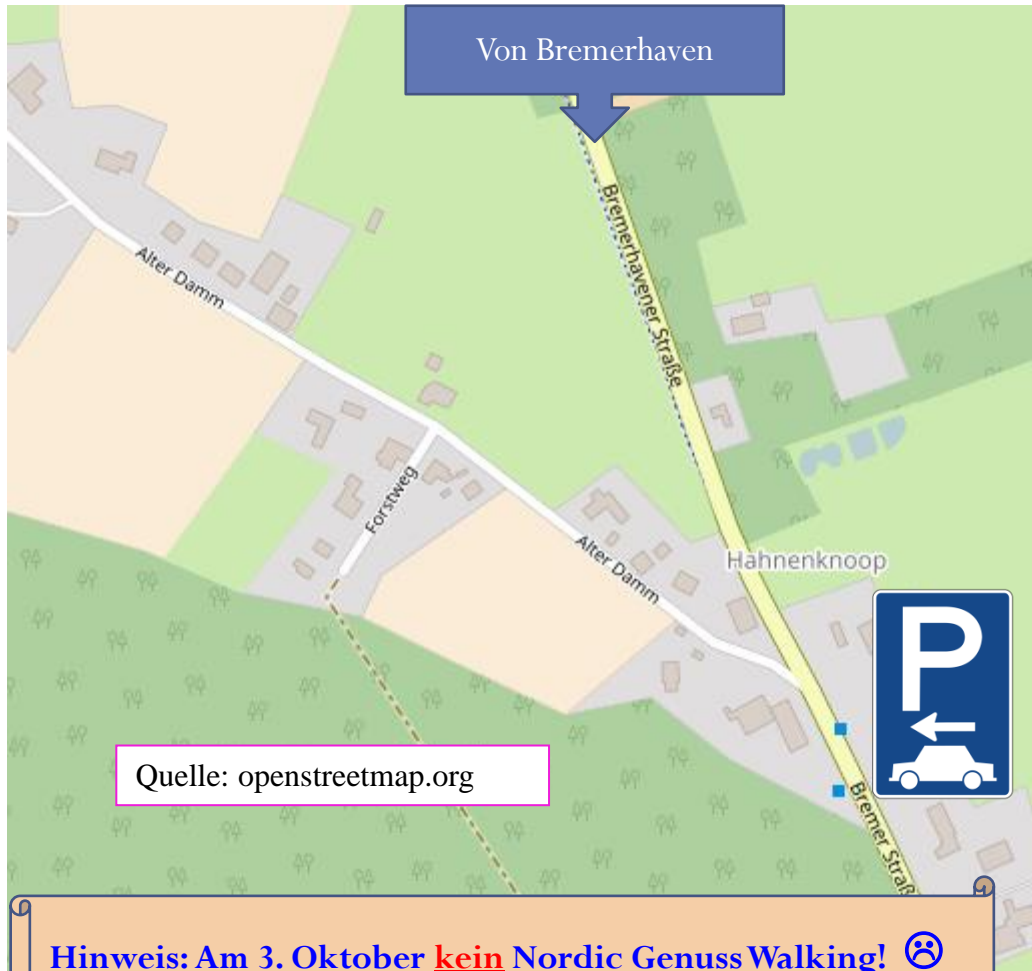 Von Bremerhaven
Bremerhavener Straße
Alter Damm
Forstweg
Alter Damm
Hahnenknoop
P
Quelle: openstreetmap.org
Bremer Straß
Hinweis: Am 3. Oktober kein Nordic Genuss Walking! ☹